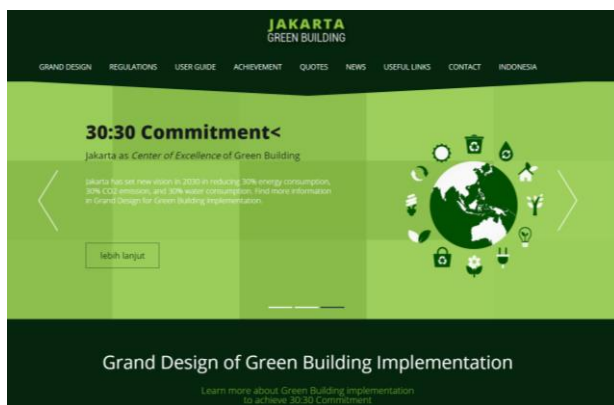 JAKARTA
GREEN BUILDING
GRAND DESIGN REGULATIONS USER GUIDE ACHIEVEMENT QUOTES NEWS USEFUL LINKS CONTACT INDONESIA
30:30 Commitment<
Jakarta as Center of Excellence of Green Building
Jakarta has set new vision in 2030 in reducing 30% energy consumption,
30% CO2 emission, and 30% water consumption. Find more information
in Grand Design for Green Building Implementation.
lebih lanjut
Grand Design of Green Building Implementation
Learn more about Green Building implementation
to achieve 30:30 Commitment